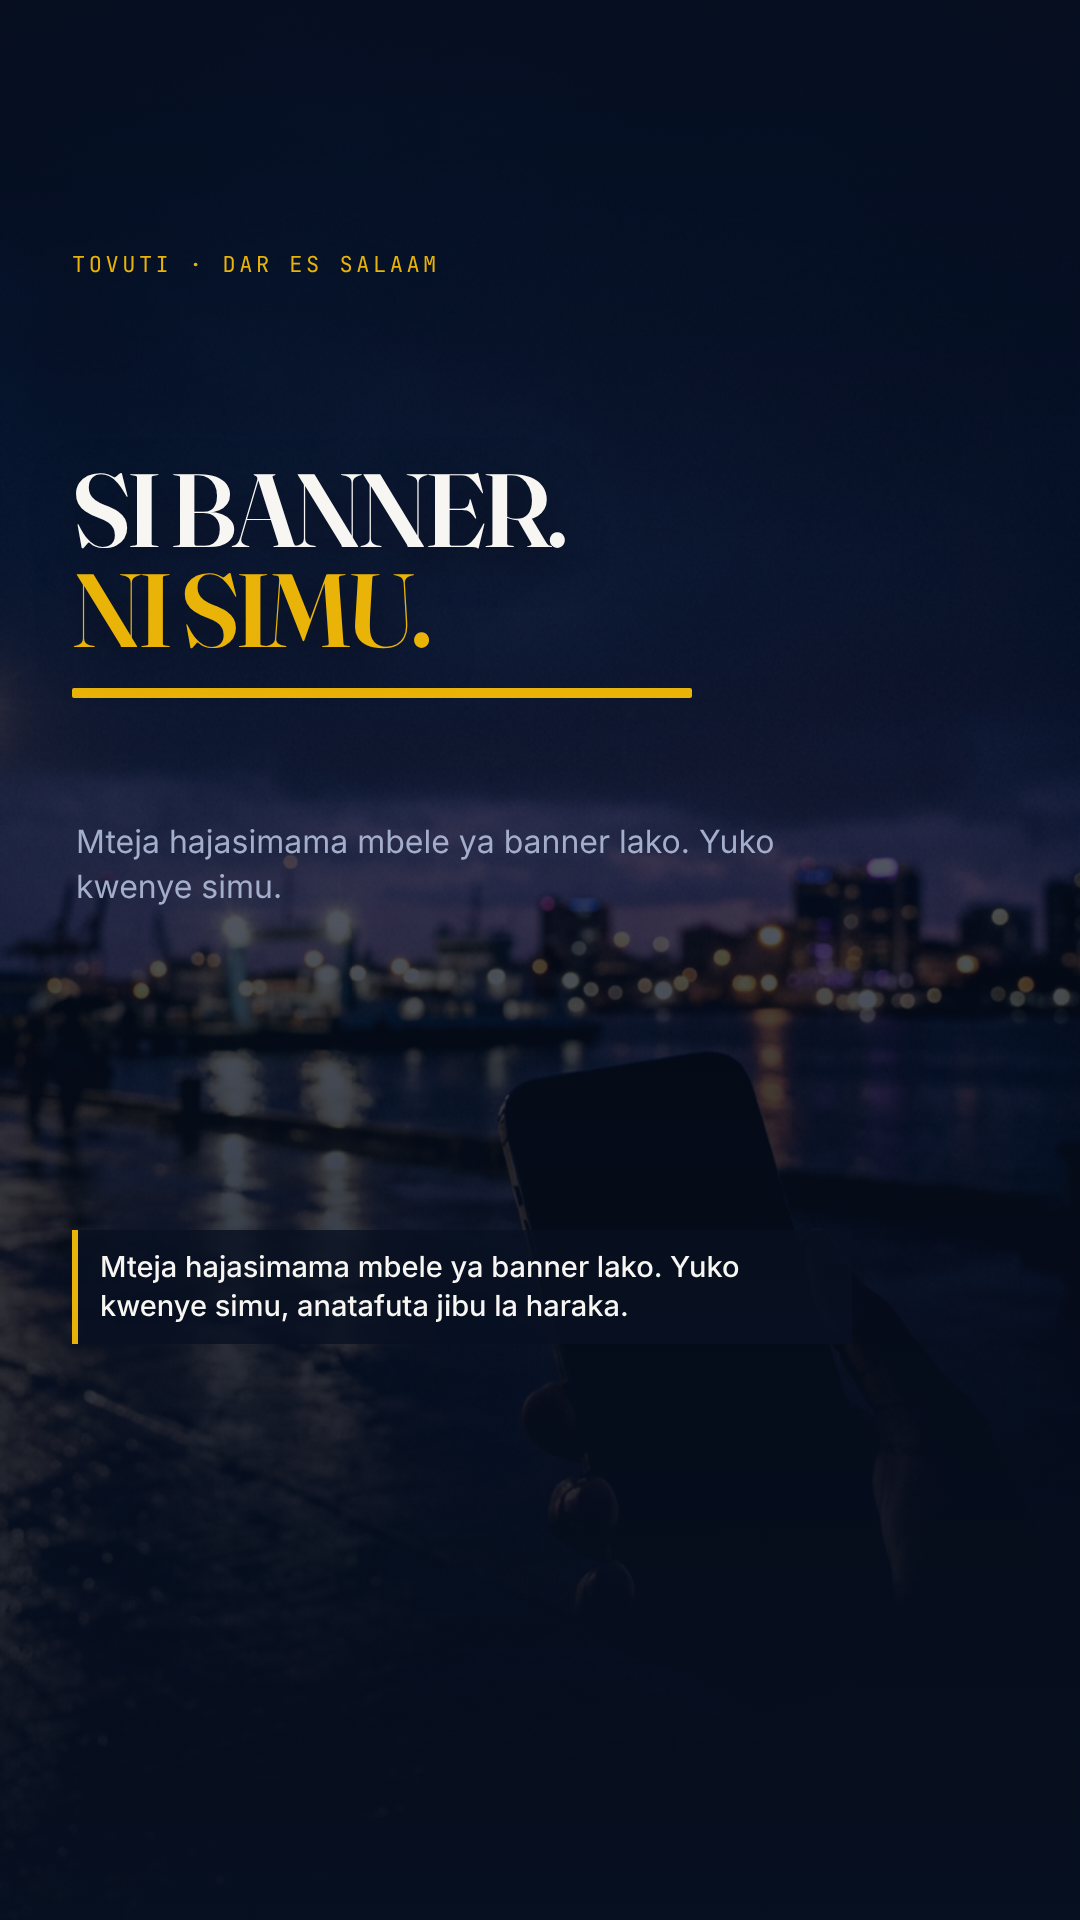 TOVUTI · DAR ES SALAAM
SI BANNER.
NI SIMU.
Mteja hajasimama mbele ya banner lako. Yuko
kwenye simu.
Mteja hajasimama mbele ya banner lako. Yuko
kwenye simu, anatafuta jibu la haraka.